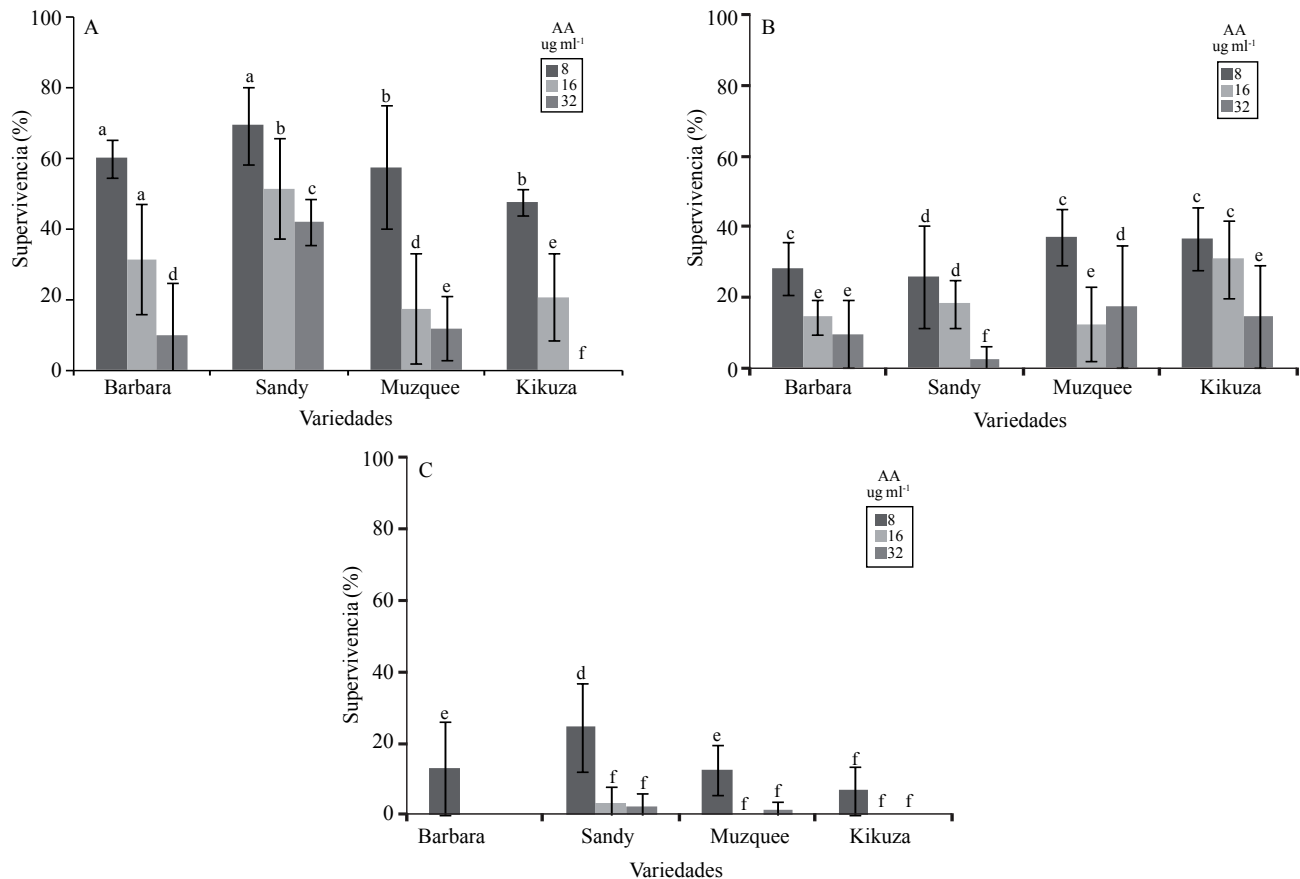 A
AA
ug ml-1
8
16
32
Supervivencia (%)
100
80
60
40
20
0
a
a
d
a
b
c
b
d
e
b
e
f
Barbara
Sandy
Muzquee
Kikuza
Variedades
B
AA
ug ml-1
8
16
32
Supervivencia (%)
100
80
60
40
20
0
c
e
e
d
d
f
c
e
d
c
c
e
Barbara
Sandy
Muzquee
Kikuza
Variedades
C
AA
ug ml-1
8
16
32
Supervivencia (%)
100
80
60
40
20
0
e
d
f
f
e
f
f
f
f
f
Barbara
Sandy
Muzquee
Kikuza
Variedades